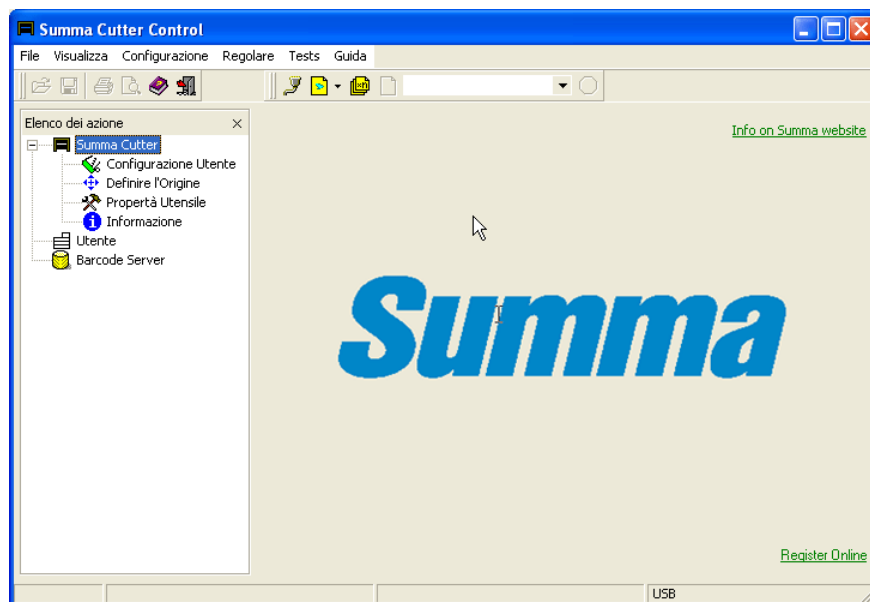 Summa Cutter Control
File Visualizza Configurazione Regolare Tests Guida
Elenco dei azione
Info on Summa website
Summa Cutter
Configurazione Utente
Definire l'Origine
Propertà Utensile
Informazione
Utente
Barcode Server
Summa
Register Online
USB